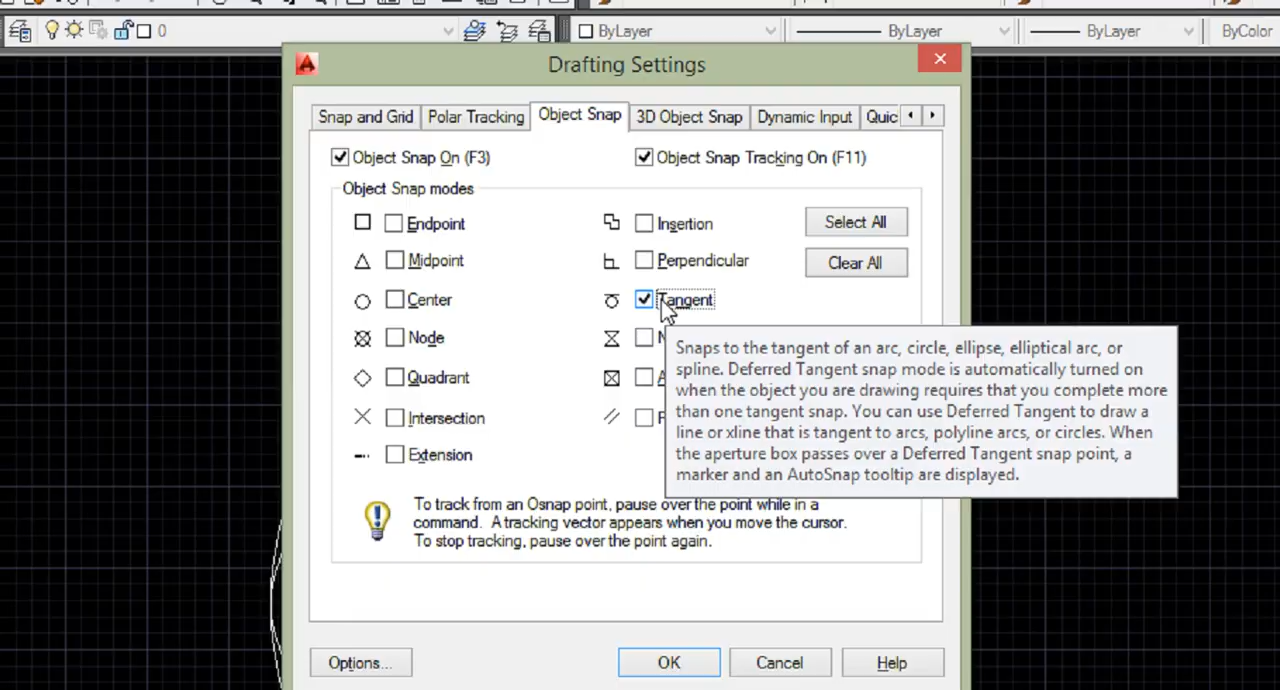 0 ByLayer ByLayer ByLayer ByColor
Drafting Settings
Snap and Grid Polar Tracking Object Snap 3D Object Snap Dynamic Input Quic
Object Snap On (F3) Object Snap Tracking On (F11)
Object Snap modes
Endpoint Insertion Select All
Midpoint Perpendicular Clear All
Center Tangent
Node N
Quadrant A
Intersection
Extension
Snaps to the tangent of an arc, circle, ellipse, elliptical arc, or
spline. Deferred Tangent snap mode is automatically turned on
when the object you are drawing requires that you complete more
than one tangent snap. You can use Deferred Tangent to draw a
line or xline that is tangent to arcs, polyline arcs, or circles. When
the aperture box passes over a Deferred Tangent snap point, a
marker and an AutoSnap tooltip are displayed.
To track from an Osnap point, pause over the point while in a
command. A tracking vector appears when you move the cursor.
To stop tracking, pause over the point again.
Options... OK Cancel Help